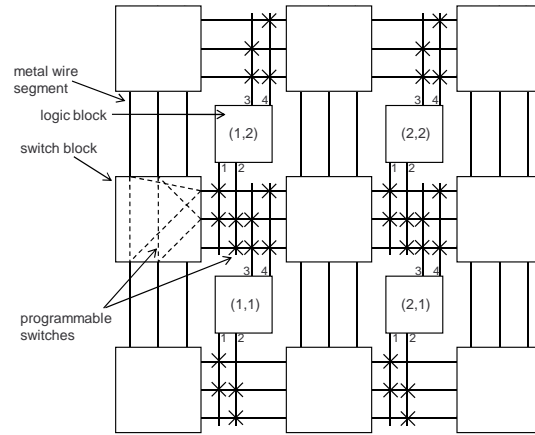 metal wire
segment
logic block
switch block
programmable
switches
3 4
3 4
(1,2)
(2,2)
1 2
1 2
3 4
3 4
(1,1)
(2,1)
1 2
1 2